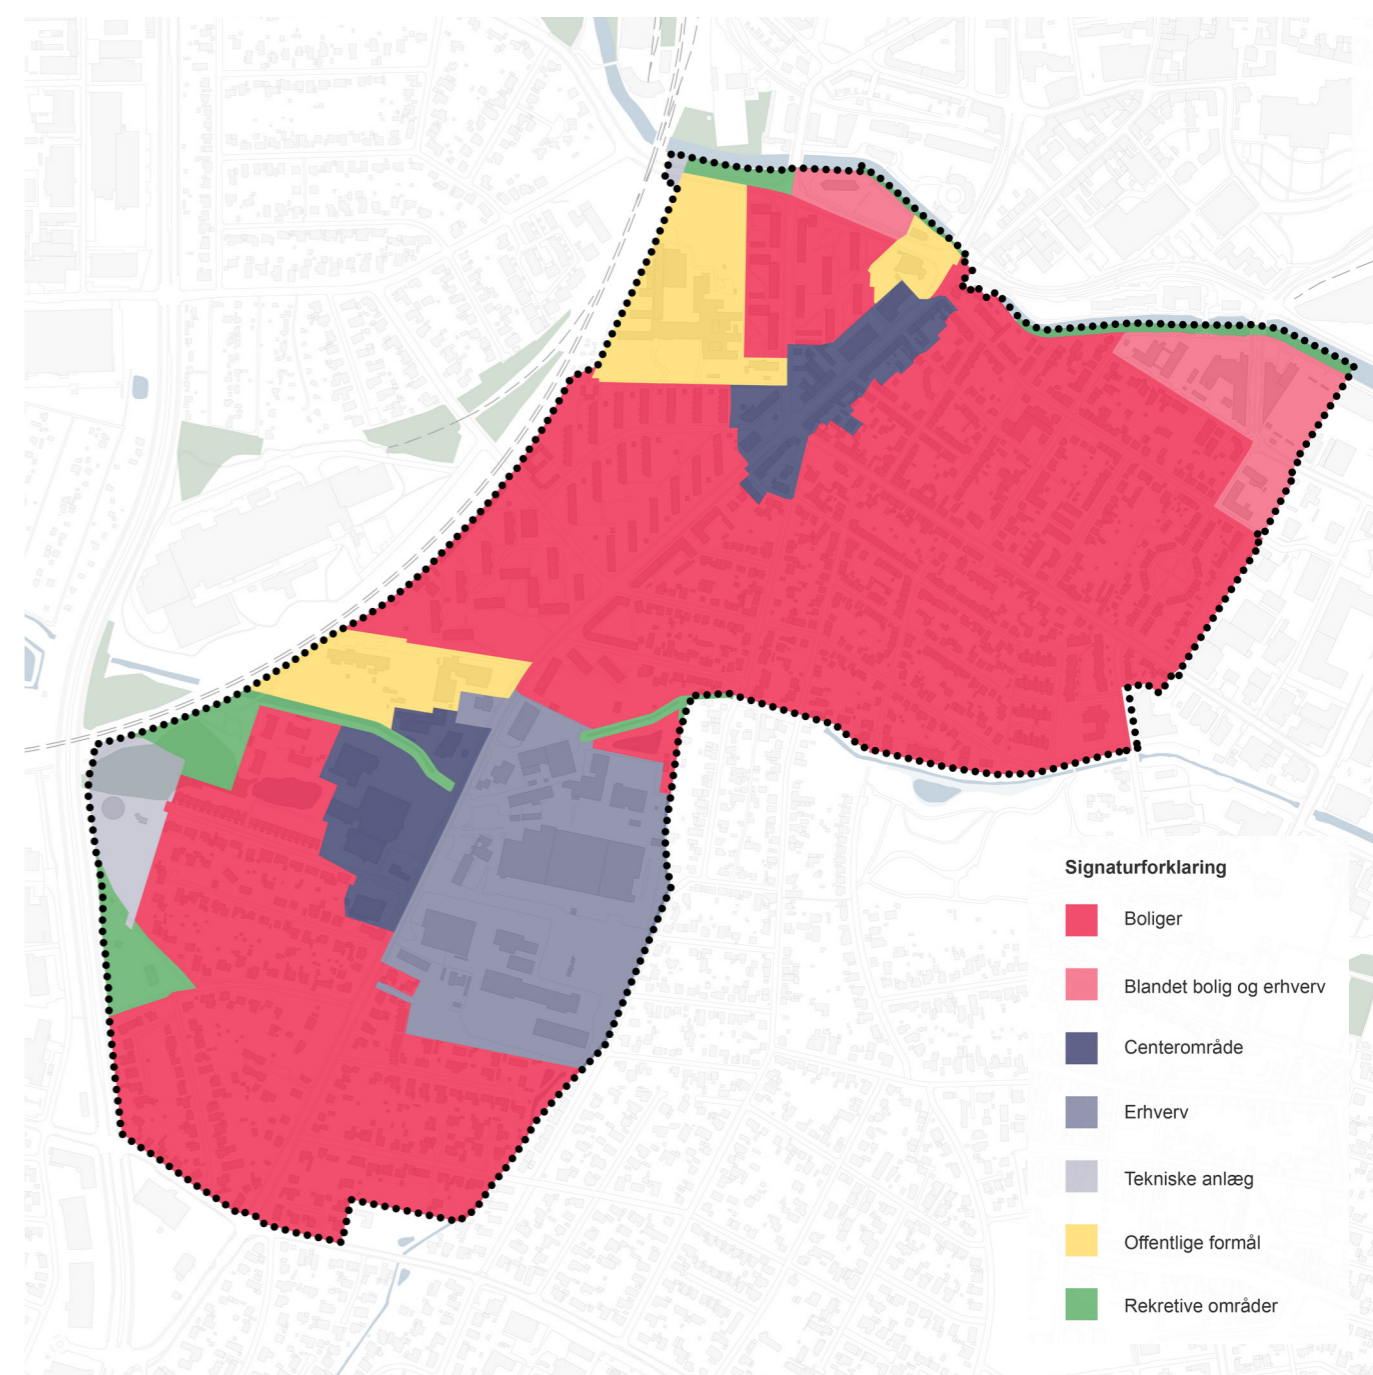 Signaturforklaring
Boliger
Blandet bolig og erhverv
Centerområde
Erhverv
Tekniske anlæg
Offentlige formål
Rekretive områder